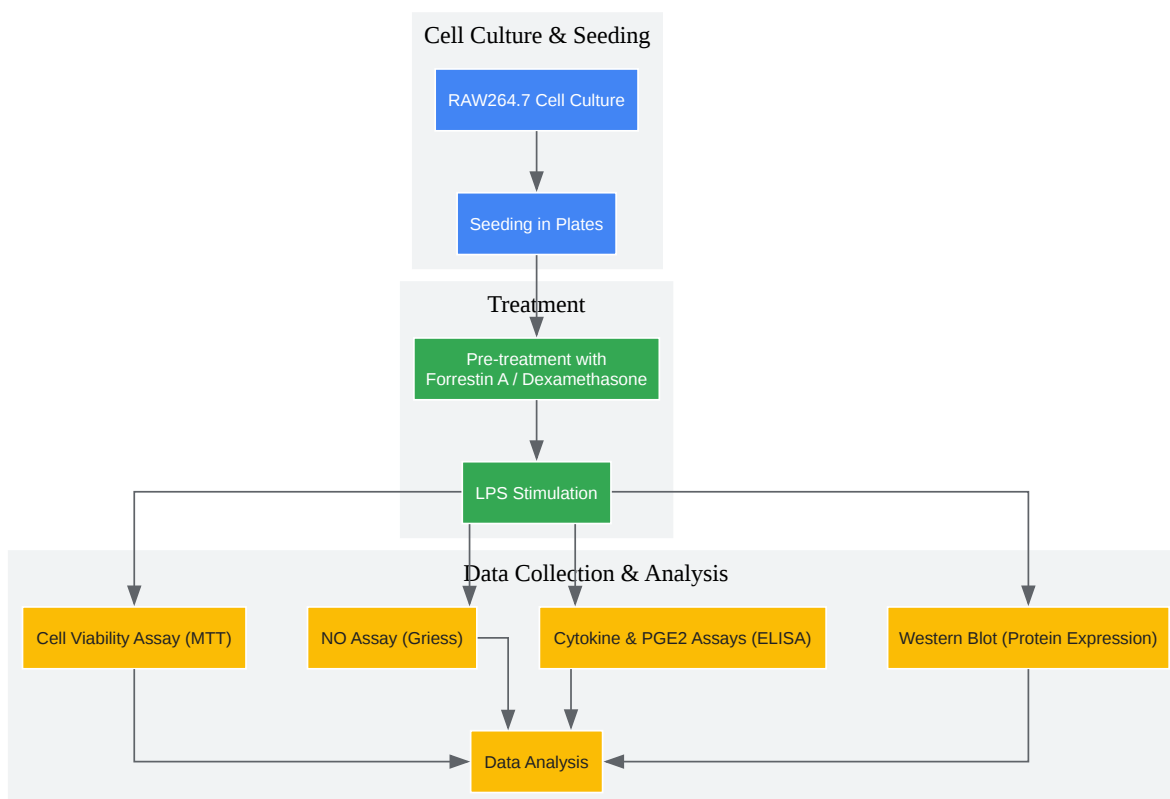 Cell Culture & Seeding
RAW264.7 Cell Culture
Seeding in Plates
Treatment
Pre-treatment with
Forrestin A / Dexamethasone
LPS Stimulation
Data Collection & Analysis
Cell Viability Assay (MTT)
NO Assay (Griess)
Cytokine & PGE2 Assays (ELISA)
Western Blot (Protein Expression)
Data Analysis